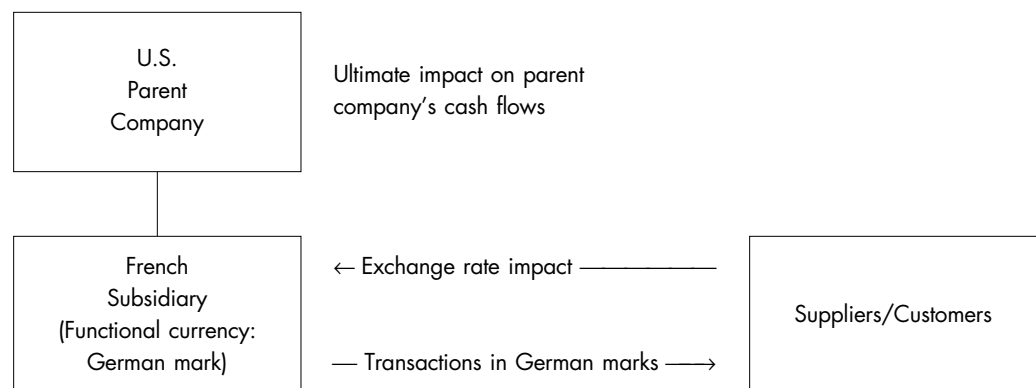 U.S.
Parent
Company
Ultimate impact on parent
company's cash flows
French
Subsidiary
(Functional currency:
German mark)
← Exchange rate impact
Transactions in German marks →
Suppliers/Customers